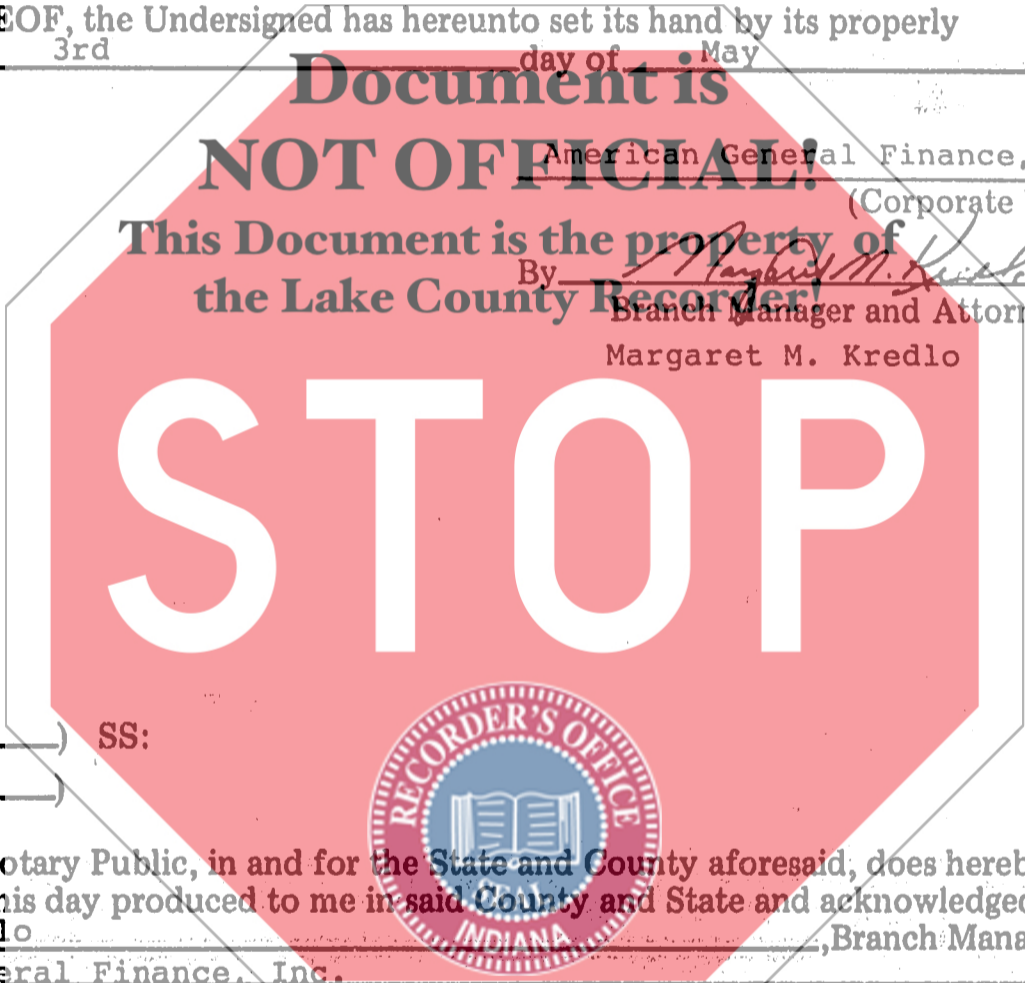 EOF, the Undersigned has hereunto set its hand by its properly
3rd day of May
Document is
NOT OFFICIAL!
American General Finance,
(Corporate
This Document is the property of
the Lake County Recorder!
By Margaret M. Kredlo
Branch Manager and Attorn
Margaret M. Kredlo
STOP
) SS:
)
RECORDER'S OFFICE
SEAL
INDIANA
otary Public, in and for the State and County aforesaid, does hereb
his day produced to me in said County and State and acknowledged
lo ,Branch Mana
eral Finance, Inc.